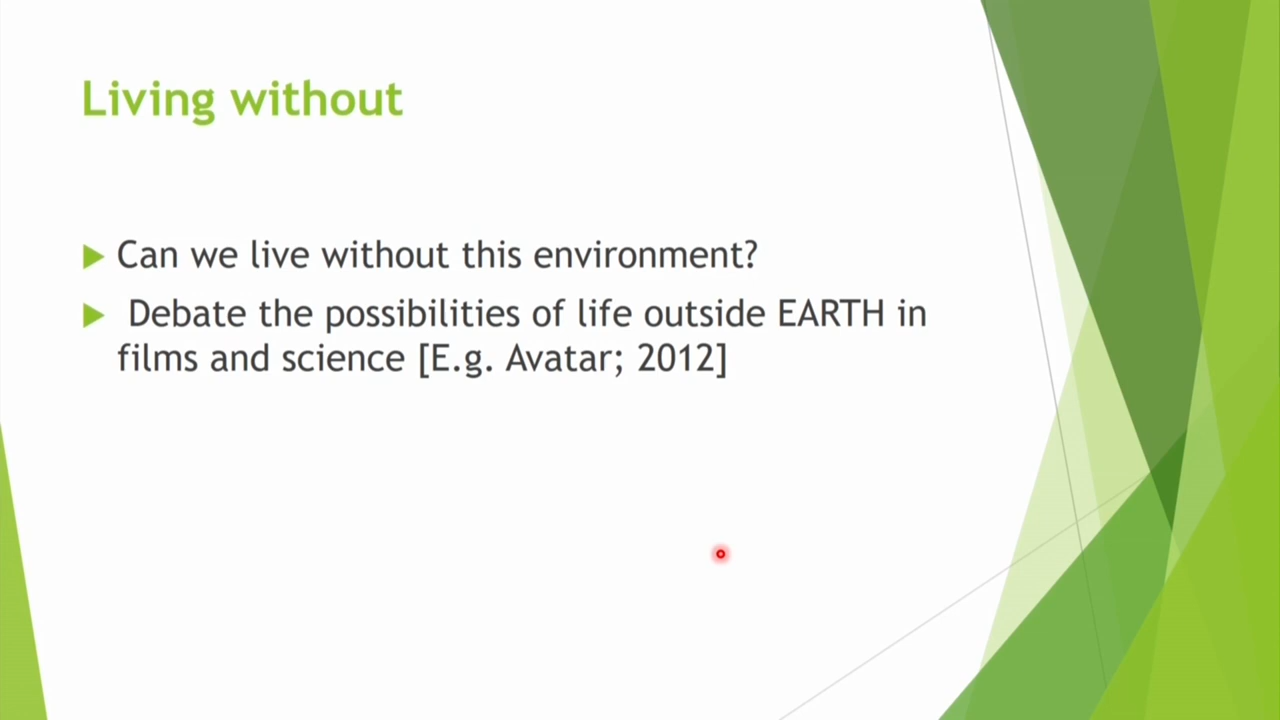 Living without
Can we live without this environment?
Debate the possibilities of life outside EARTH in
films and science [E.g. Avatar; 2012]